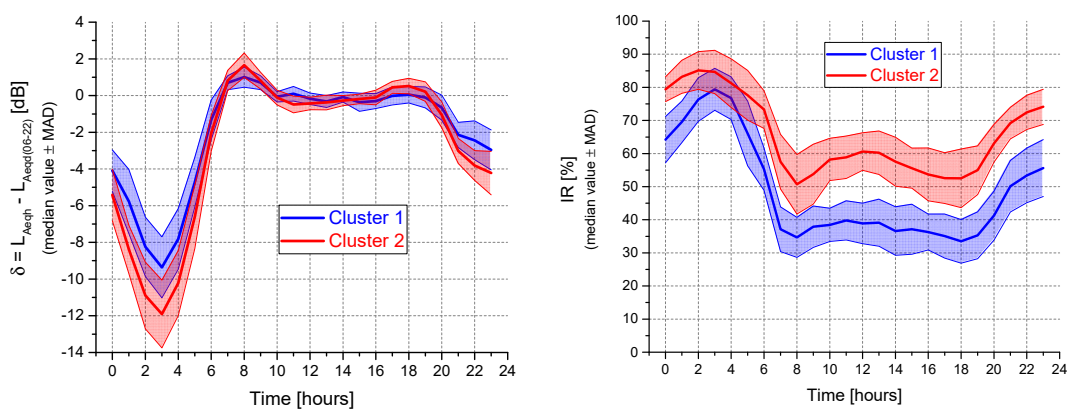 δ = L_Aeqh - L_Aeqd(06-22) [dB]
(median value ± MAD)
4
2
0
-2
-4
-6
-8
-10
-12
-14
0 2 4 6 8 10 12 14 16 18 20 22 24
Time [hours]
Cluster 1
Cluster 2
IR [%]
(median value ± MAD)
100%
90
80
70
60
50
40
30
20
10
0
0 2 4 6 8 10 12 14 16 18 20 22 24
Time [hours]
Cluster 1
Cluster 2